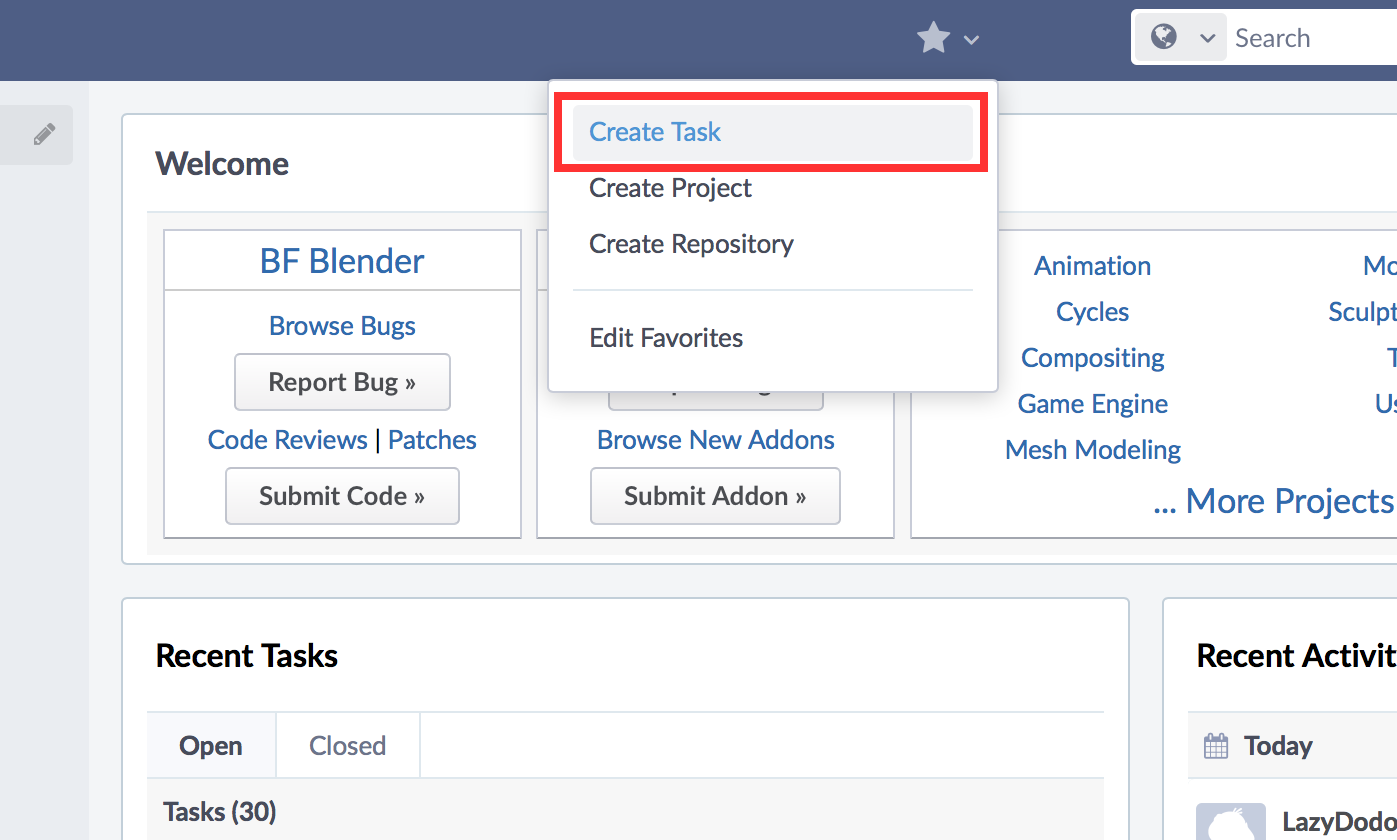 Search
Create Task
Create Project
Create Repository
Edit Favorites
Welcome
BF Blender
Browse Bugs
Report Bug »
Code Reviews | Patches
Submit Code »
Browse New Addons
Submit Addon »
Animation
Cycles
Compositing
Game Engine
Mesh Modeling
Mo
Sculpt
T
Us
... More Projects
Recent Tasks
Open Closed
Tasks (30)
Recent Activit
Today
LazyDodo